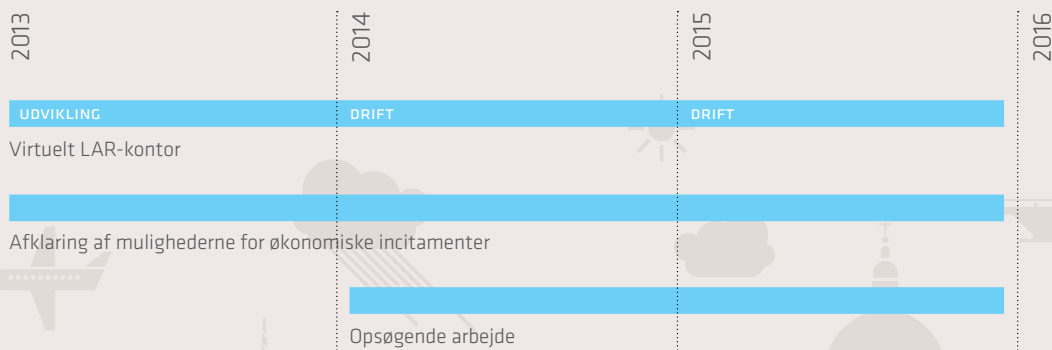 2013
2014
2015
2016
UDVIKLING
DRIFT
DRIFT
Virtuelt LAR-kontor
Afklaring af mulighederne for økonomiske incitamenter
Opsøgende arbejde